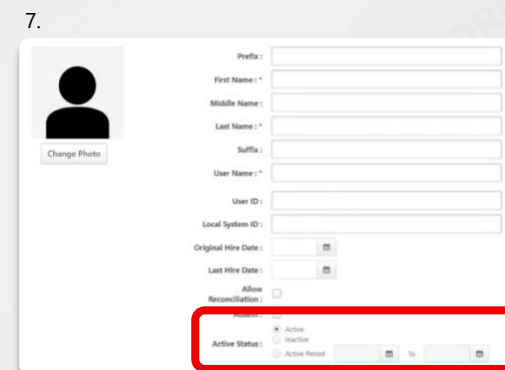 7.
Prefix :
First Name : *
Middle Name :
Last Name : *
Change Photo
Suffix :
User Name : *
User ID :
Local System ID :
Original Hire Date :
Last Hire Date :
Allow
Reconciliation :
Absent :
Active
Active Status : Inactive
Active Period To